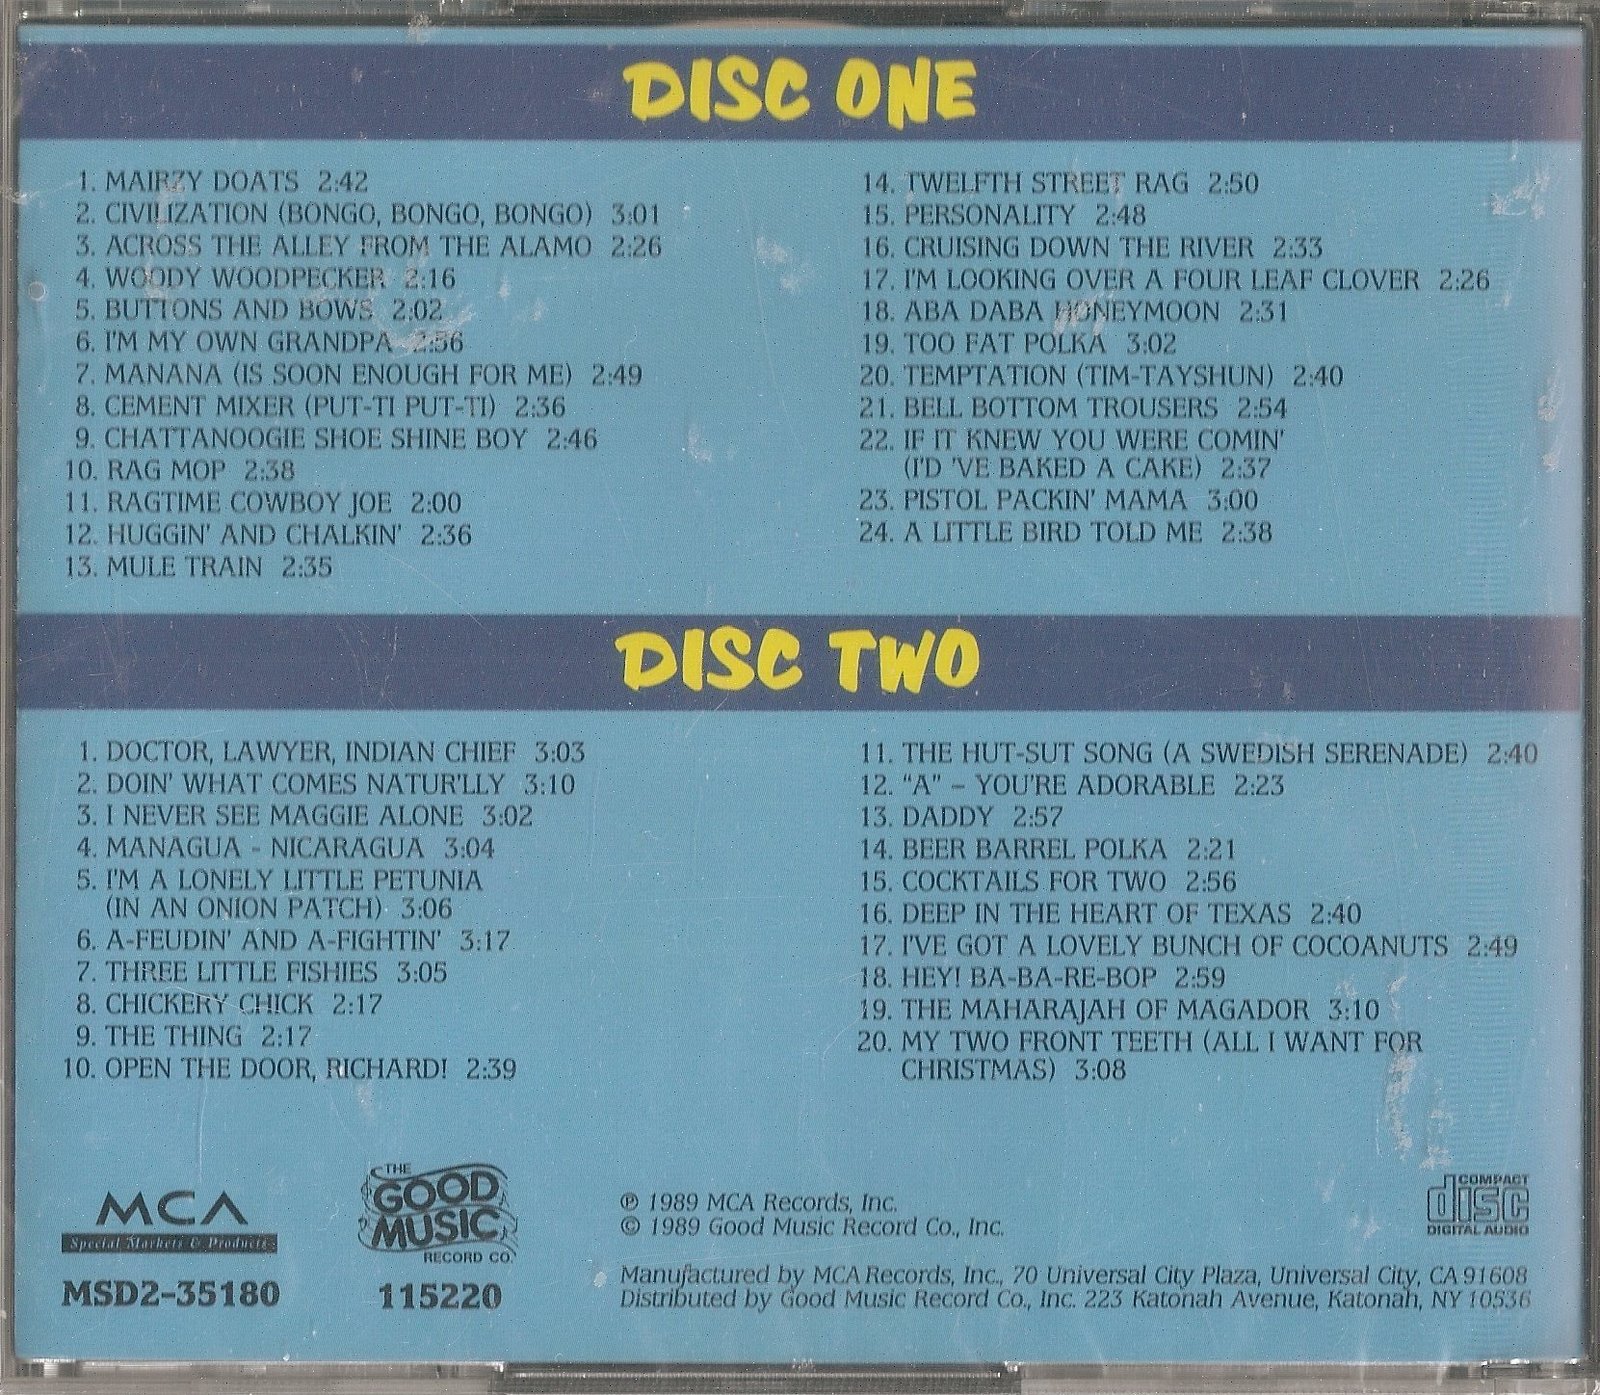 DISC ONE
1. MAIRZY DOATS 2:42
2. CIVILIZATION (BONGO, BONGO, BONGO) 3:01
3. ACROSS THE ALLEY FROM THE ALAMO 2:26
4. WOODY WOODPECKER 2:16
5. BUTTONS AND BOWS 2:02
6. I'M MY OWN GRANDPA 2:56
7. MANANA (IS SOON ENOUGH FOR ME) 2:49
8. CEMENT MIXER (PUT-TI PUT-TI) 2:36
9. CHATTANOOGIE SHOE SHINE BOY 2:46
10. RAG MOP 2:38
11. RAGTIME COWBOY JOE 2:00
12. HUGGIN' AND CHALKIN' 2:36
13. MULE TRAIN 2:35
14. TWELFTH STREET RAG 2:50
15. PERSONALITY 2:48
16. CRUISING DOWN THE RIVER 2:33
17. I'M LOOKING OVER A FOUR LEAF CLOVER 2:26
18. ABA DABA HONEYMOON 2:31
19. TOO FAT POLKA 3:02
20. TEMPTATION (TIM-TAYSHUN) 2:40
21. BELL BOTTOM TROUSERS 2:54
22. IF IT KNEW YOU WERE COMIN'
(I'D 'VE BAKED A CAKE) 2:37
23. PISTOL PACKIN' MAMA 3:00
24. A LITTLE BIRD TOLD ME 2:38
DISC TWO
1. DOCTOR, LAWYER, INDIAN CHIEF 3:03
2. DOIN' WHAT COMES NATUR'LLY 3:10
3. I NEVER SEE MAGGIE ALONE 3:02
4. MANAGUA - NICARAGUA 3:04
5. I'M A LONELY LITTLE PETUNIA
(IN AN ONION PATCH) 3:06
6. A-FEUDIN' AND A-FIGHTIN' 3:17
7. THREE LITTLE FISHIES 3:05
8. CHICKERY CHICK 2:17
9. THE THING 2:17
10. OPEN THE DOOR, RICHARD! 2:39
11. THE HUT-SUT SONG (A SWEDISH SERENADE) 2:40
12. “A” – YOU'RE ADORABLE 2:23
13. DADDY 2:57
14. BEER BARREL POLKA 2:21
15. COCKTAILS FOR TWO 2:56
16. DEEP IN THE HEART OF TEXAS 2:40
17. I'VE GOT A LOVELY BUNCH OF COCOANUTS 2:49
18. HEY! BA-BA-RE-BOP 2:59
19. THE MAHARAJAH OF MAGADOR 3:10
20. MY TWO FRONT TEETH (ALL I WANT FOR
CHRISTMAS) 3:08
MCA
Special Markets & Products
MSD2-35180
THE
GOOD
MUSIC
RECORD CO.
115220
℗ 1989 MCA Records, Inc.
© 1989 Good Music Record Co., Inc.
Manufactured by MCA Records, Inc., 70 Universal City Plaza, Universal City, CA 91608
Distributed by Good Music Record Co., Inc. 223 Katonah Avenue, Katonah, NY 10536
COMPACT
disc
DIGITAL AUDIO